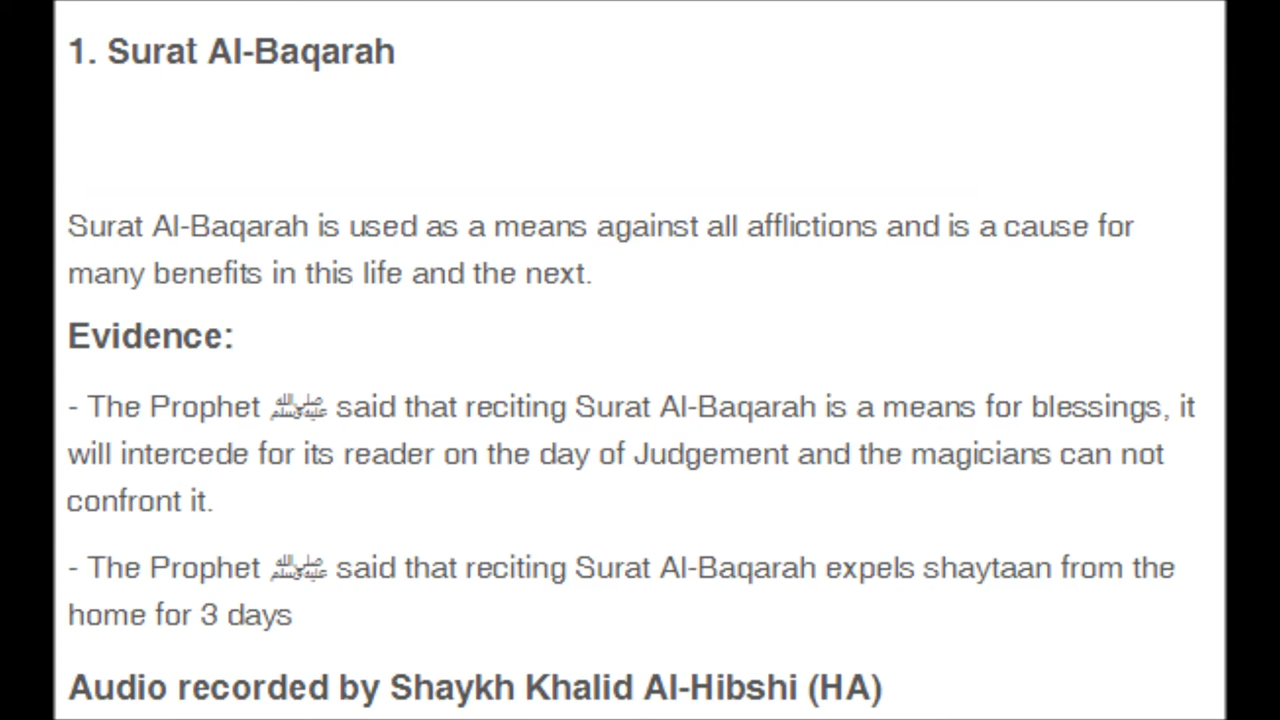 1. Surat Al-Baqarah
Surat Al-Baqarah is used as a means against all afflictions and is a cause for
many benefits in this life and the next.
Evidence:
- The Prophet ﷺ said that reciting Surat Al-Baqarah is a means for blessings, it
will intercede for its reader on the day of Judgement and the magicians can not
confront it.
- The Prophet ﷺ said that reciting Surat Al-Baqarah expels shaytaan from the
home for 3 days
Audio recorded by Shaykh Khalid Al-Hibshi (HA)